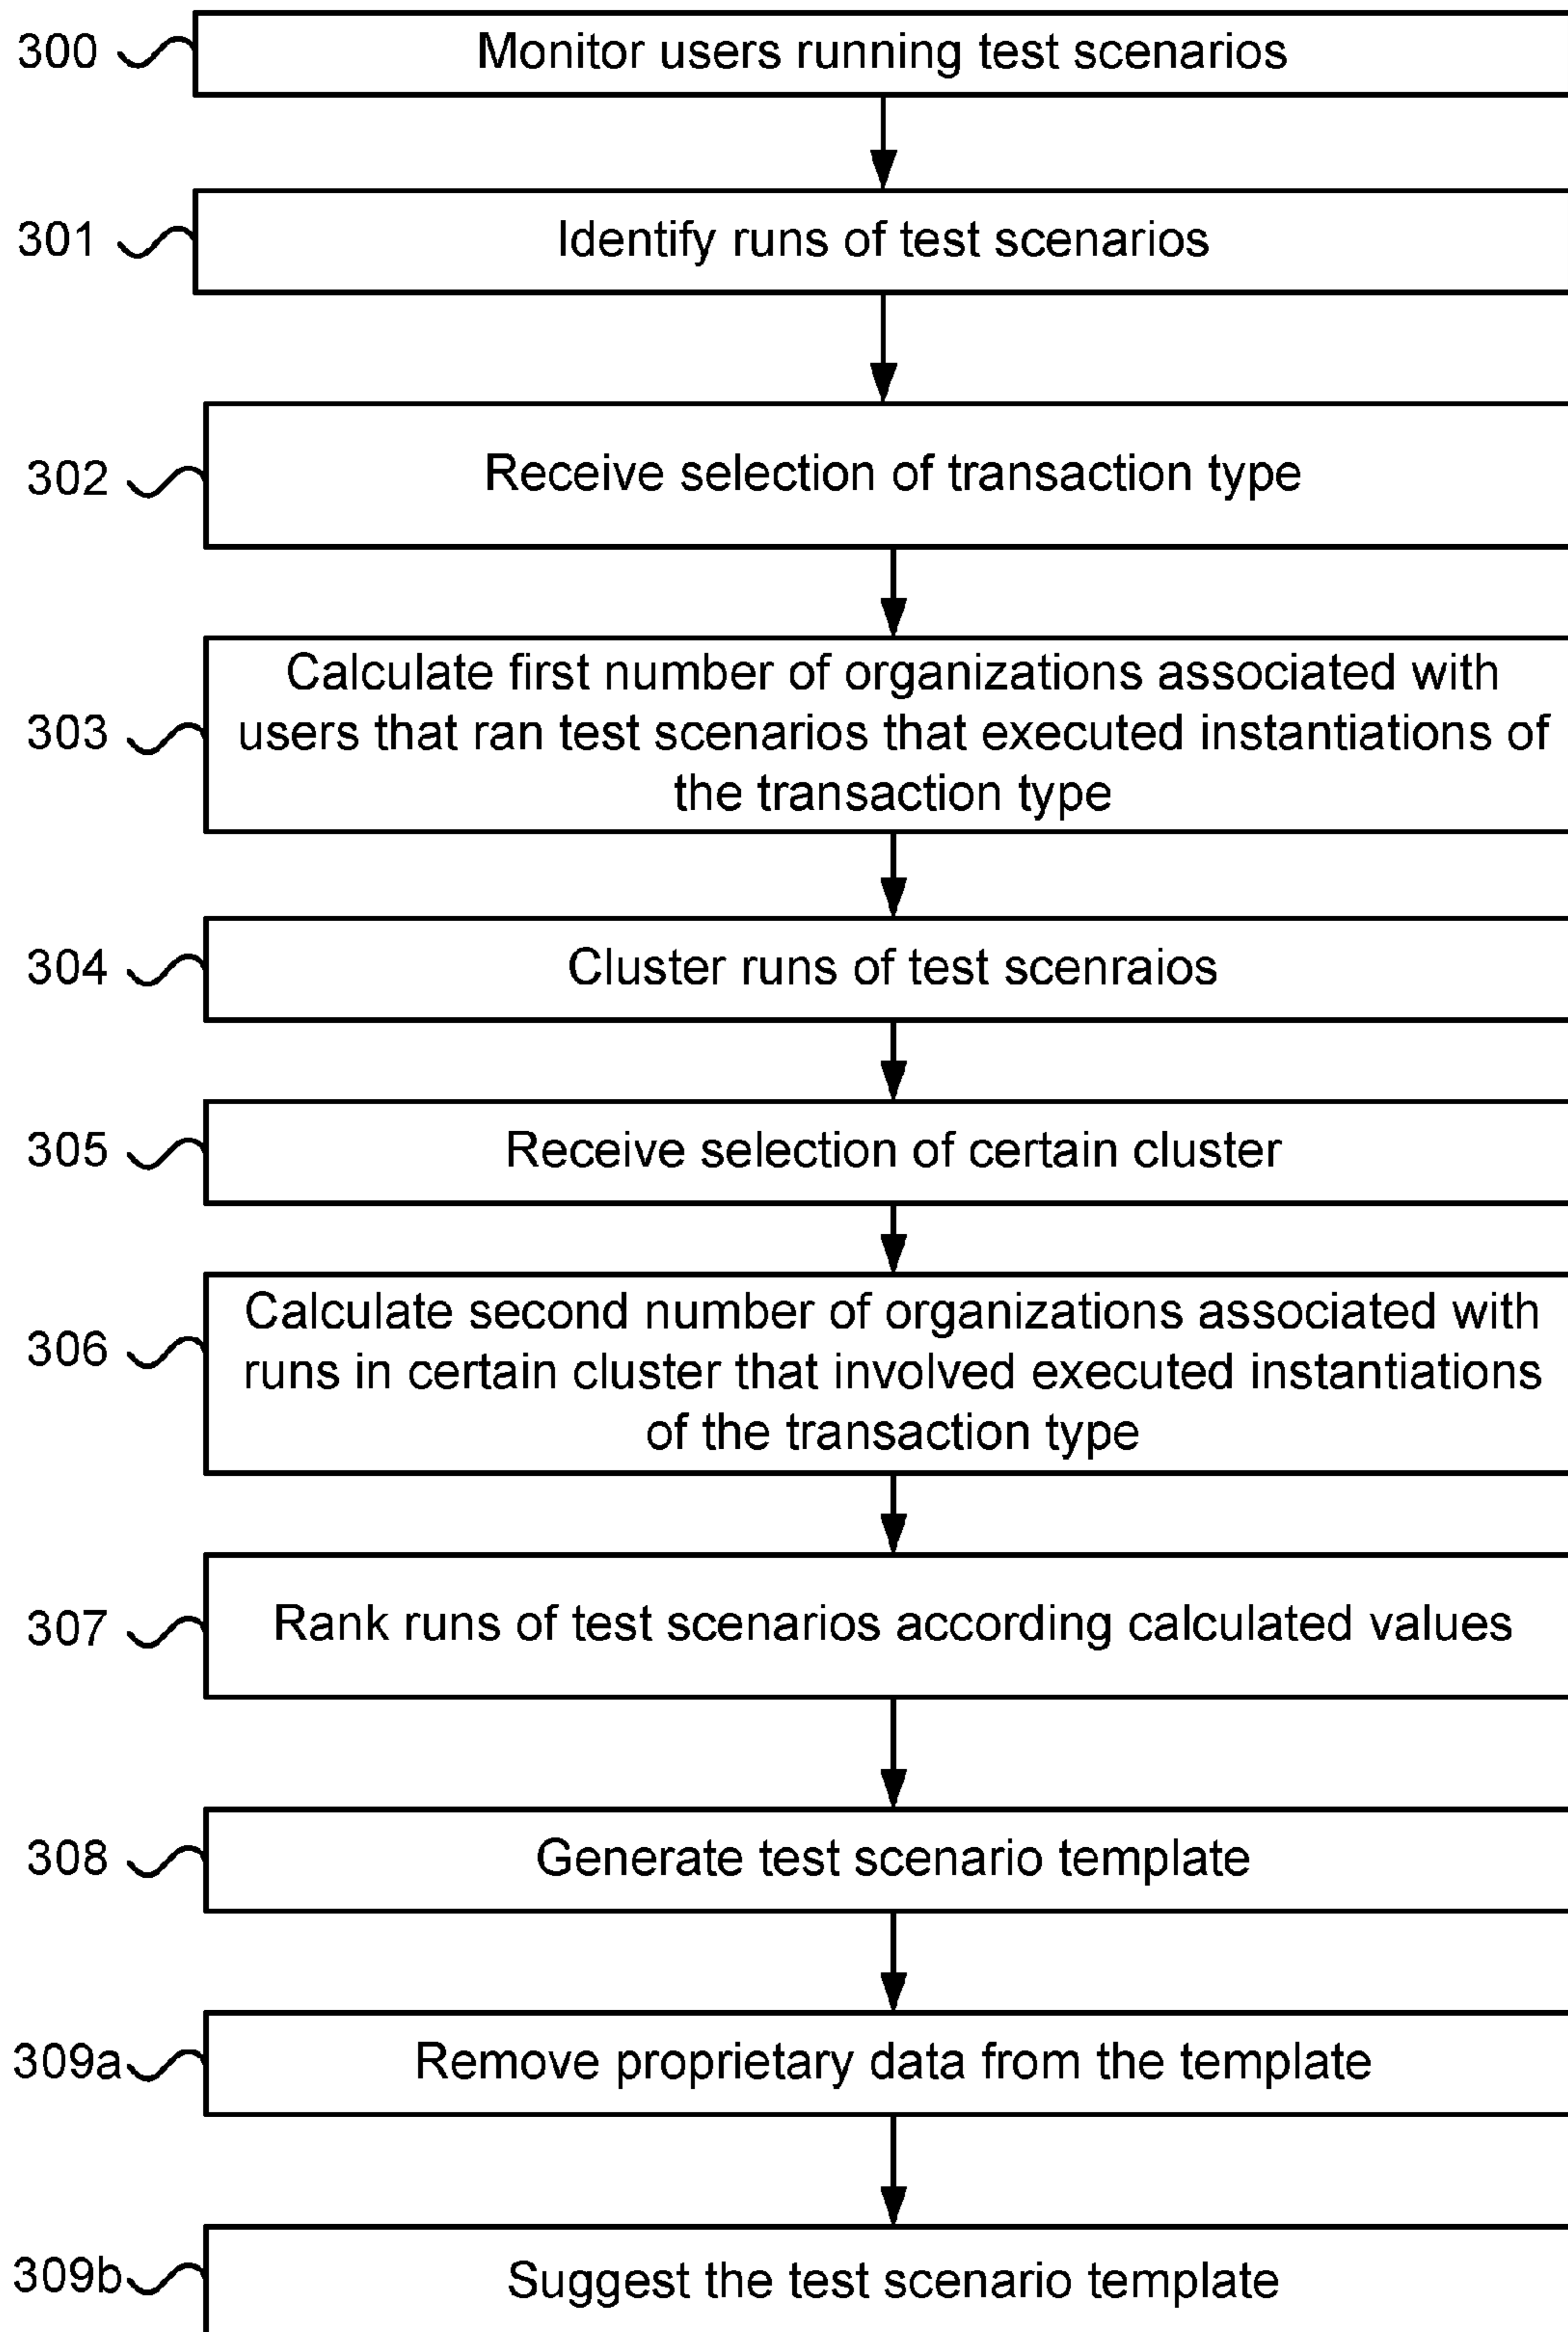 300 Monitor users running test scenarios
301 Identify runs of test scenarios
302 Receive selection of transaction type
Calculate first number of organizations associated with
303 users that ran test scenarios that executed instantiations of
the transaction type
304 Cluster runs of test scenraios
305 Receive selection of certain cluster
Calculate second number of organizations associated with
306 runs in certain cluster that involved executed instantiations
of the transaction type
307 Rank runs of test scenarios according calculated values
308 Generate test scenario template
309a Remove proprietary data from the template
309b Suggest the test scenario template